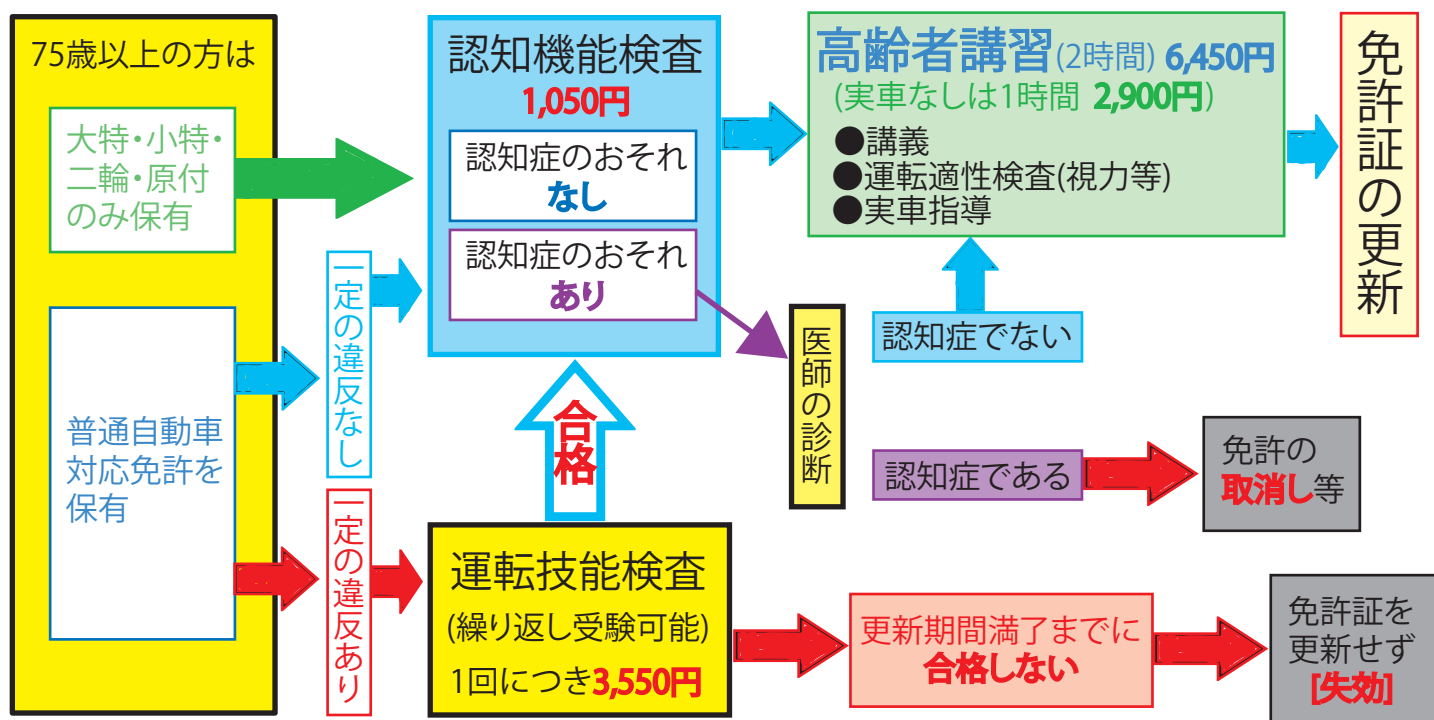 75歳以上の方は
大特・小特・
二輪・原付
のみ保有
普通自動車
対応免許を
保有
一定の違反なし
一定の違反あり
認知機能検査
1,050円
認知症のおそれ
なし
認知症のおそれ
あり
合格
運転技能検査
(繰り返し受験可能)
1回につき3,550円
高齢者講習(2時間) 6,450円
(実車なしは1時間 2,900円)
●講義
●運転適性検査(視力等)
●実車指導
医師の診断
認知症でない
認知症である
免許の
取消し等
更新期間満了までに
合格しない
免許証を
更新せず
[失効]
免許証の更新